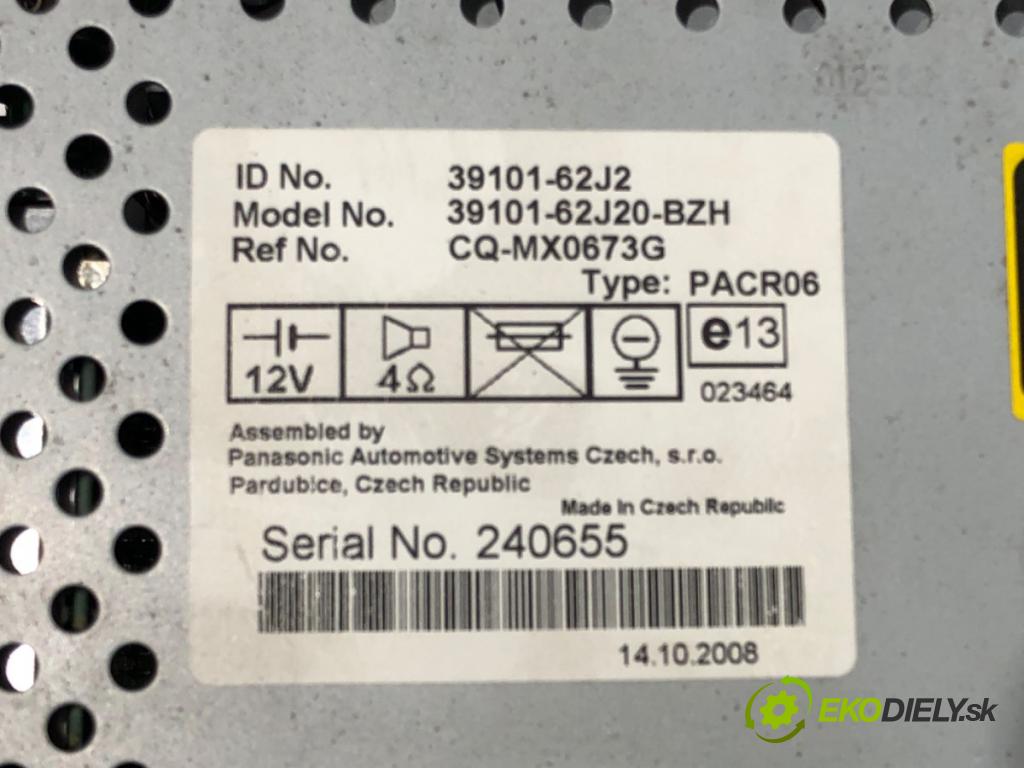 ID No. 39101-62J2
Model No. 39101-62J20-BZH
Ref No. CQ-MX0673G
Type: PACR06
12V 4Ω e13
023464
Assembled by
Panasonic Automotive Systems Czech, s.r.o.
Pardubice, Czech Republic
Made in Czech Republic
Serial No. 240655
14.10.2008
EKODIELY.sk